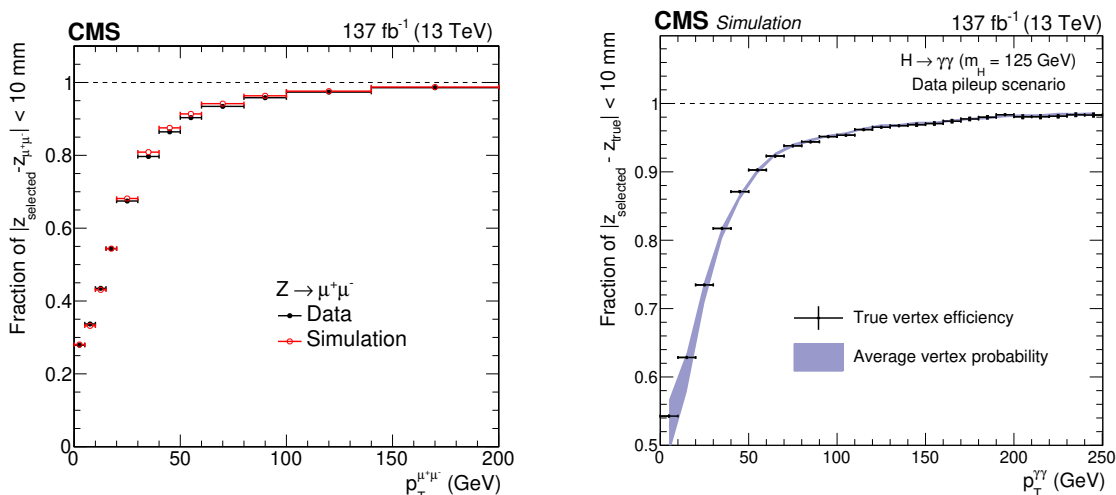 CMS 137 fb⁻¹ (13 TeV)
Fraction of |z_selected - z_μ⁺μ⁻| < 10 mm
1
0.8
0.6
0.4
0.2
0
Z → μ⁺μ⁻
Data
Simulation
0 50 100 150 200
p_T^μ⁺μ⁻ (GeV)
CMS Simulation 137 fb⁻¹ (13 TeV)
Fraction of |z_selected - z_true| < 10 mm
H → γγ (m_H = 125 GeV)
Data pileup scenario
1
0.9
0.8
0.7
0.6
0.5
True vertex efficiency
Average vertex probability
0 50 100 150 200 250
p_T^γγ (GeV)